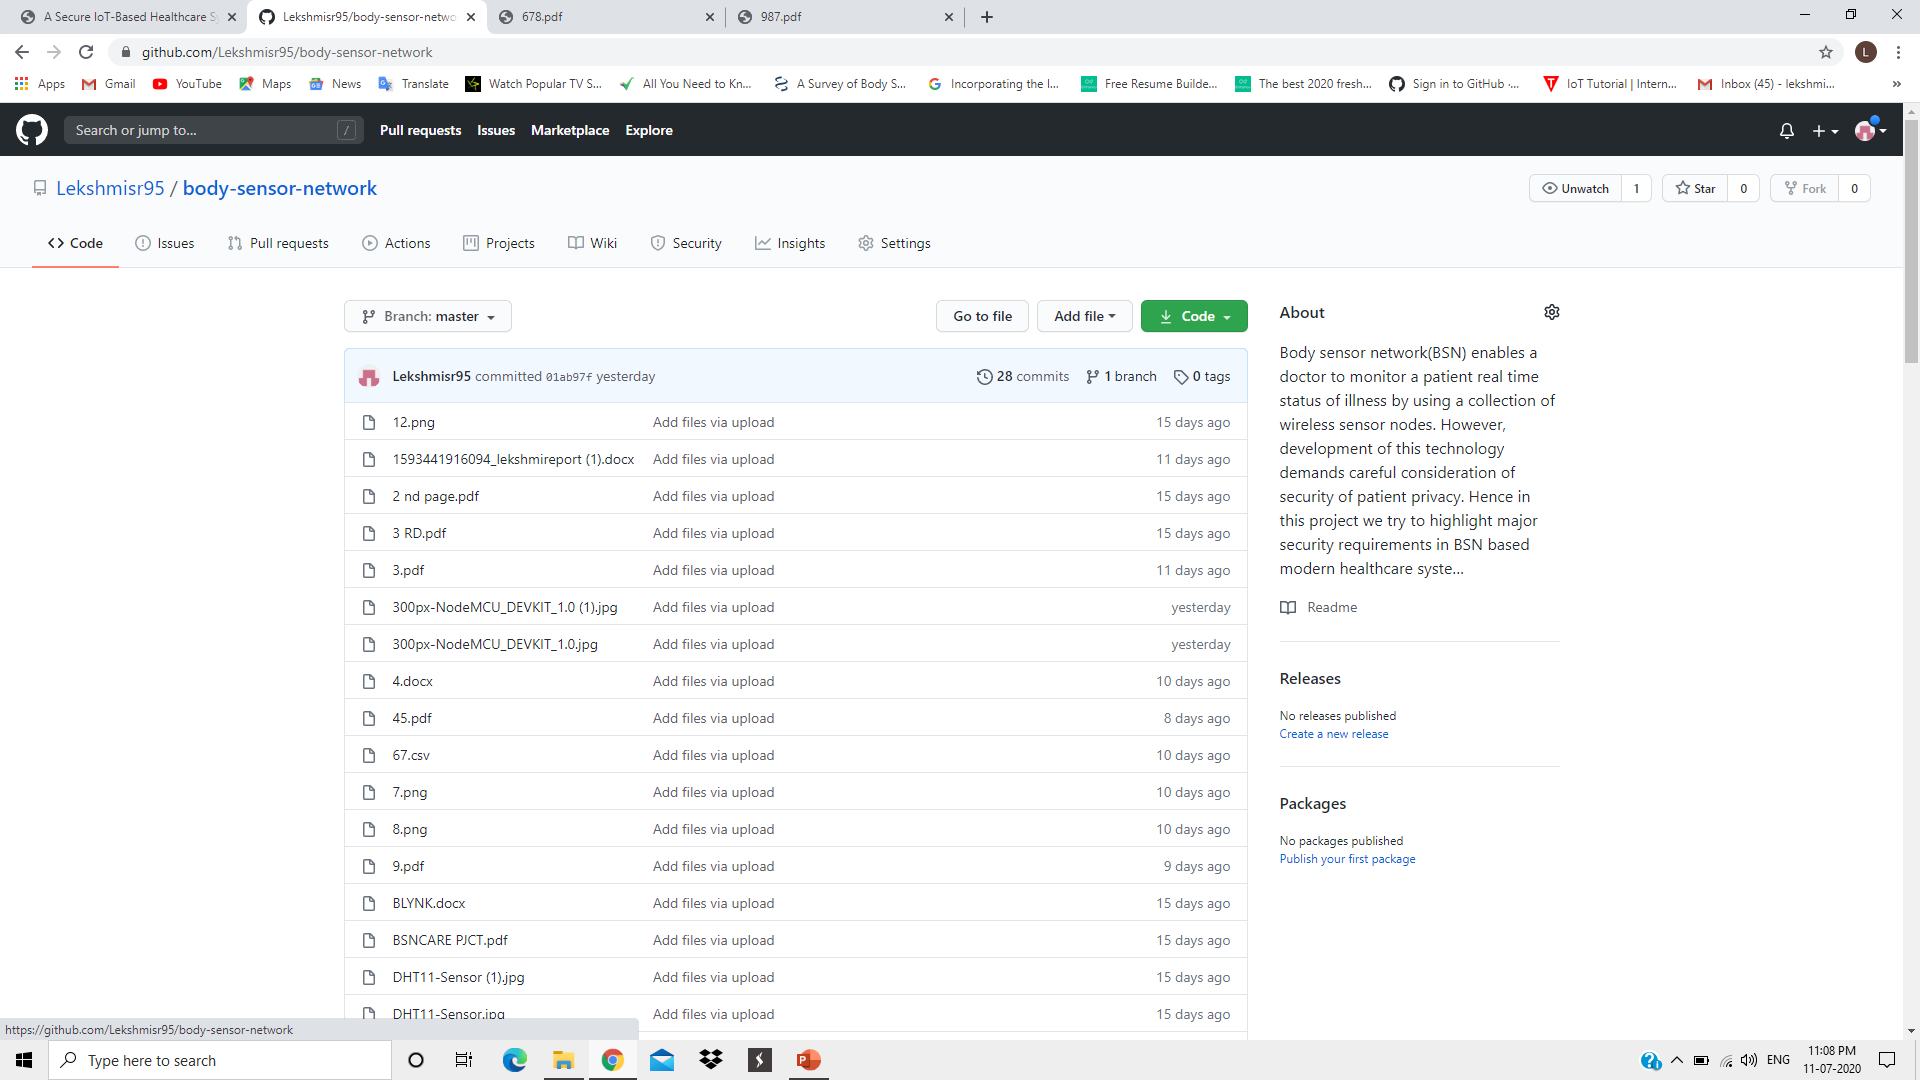 A Secure IoT-Based Healthcare S
Lekshmisr95/body-sensor-netwo
678.pdf
987.pdf
github.com/Lekshmisr95/body-sensor-network
L
Apps
Gmail
YouTube
Maps
News
Translate
Watch Popular TV S...
All You Need to Kn...
A Survey of Body S...
Incorporating the I...
Free Resume Builde...
The best 2020 fresh...
Sign in to GitHub ·...
IoT Tutorial | Intern...
Inbox (45) - lekshmi...
Search or jump to...
/
Pull requests
Issues
Marketplace
Explore
Lekshmisr95 / body-sensor-network
Unwatch 1
Star 0
Fork 0
Code
Issues
Pull requests
Actions
Projects
Wiki
Security
Insights
Settings
Branch: master
Go to file
Add file
Code
Lekshmisr95 committed 01ab97f yesterday
28 commits
1 branch
0 tags
12.png Add files via upload 15 days ago
1593441916094_lekshmireport (1).docx Add files via upload 11 days ago
2 nd page.pdf Add files via upload 15 days ago
3 RD.pdf Add files via upload 15 days ago
3.pdf Add files via upload 11 days ago
300px-NodeMCU_DEVKIT_1.0 (1).jpg Add files via upload yesterday
300px-NodeMCU_DEVKIT_1.0.jpg Add files via upload yesterday
4.docx Add files via upload 10 days ago
45.pdf Add files via upload 8 days ago
67.csv Add files via upload 10 days ago
7.png Add files via upload 10 days ago
8.png Add files via upload 10 days ago
9.pdf Add files via upload 9 days ago
BLYNK.docx Add files via upload 15 days ago
BSNCARE PJCT.pdf Add files via upload 15 days ago
DHT11-Sensor (1).jpg Add files via upload 15 days ago
DHT11-Sensor.jpg Add files via upload 15 days ago
About
Body sensor network(BSN) enables a
doctor to monitor a patient real time
status of illness by using a collection of
wireless sensor nodes. However,
development of this technology
demands careful consideration of
security of patient privacy. Hence in
this project we try to highlight major
security requirements in BSN based
modern healthcare syste...
Readme
Releases
No releases published
Create a new release
Packages
No packages published
Publish your first package
https://github.com/Lekshmisr95/body-sensor-network
Type here to search
ENG
11:08 PM
11-07-2020